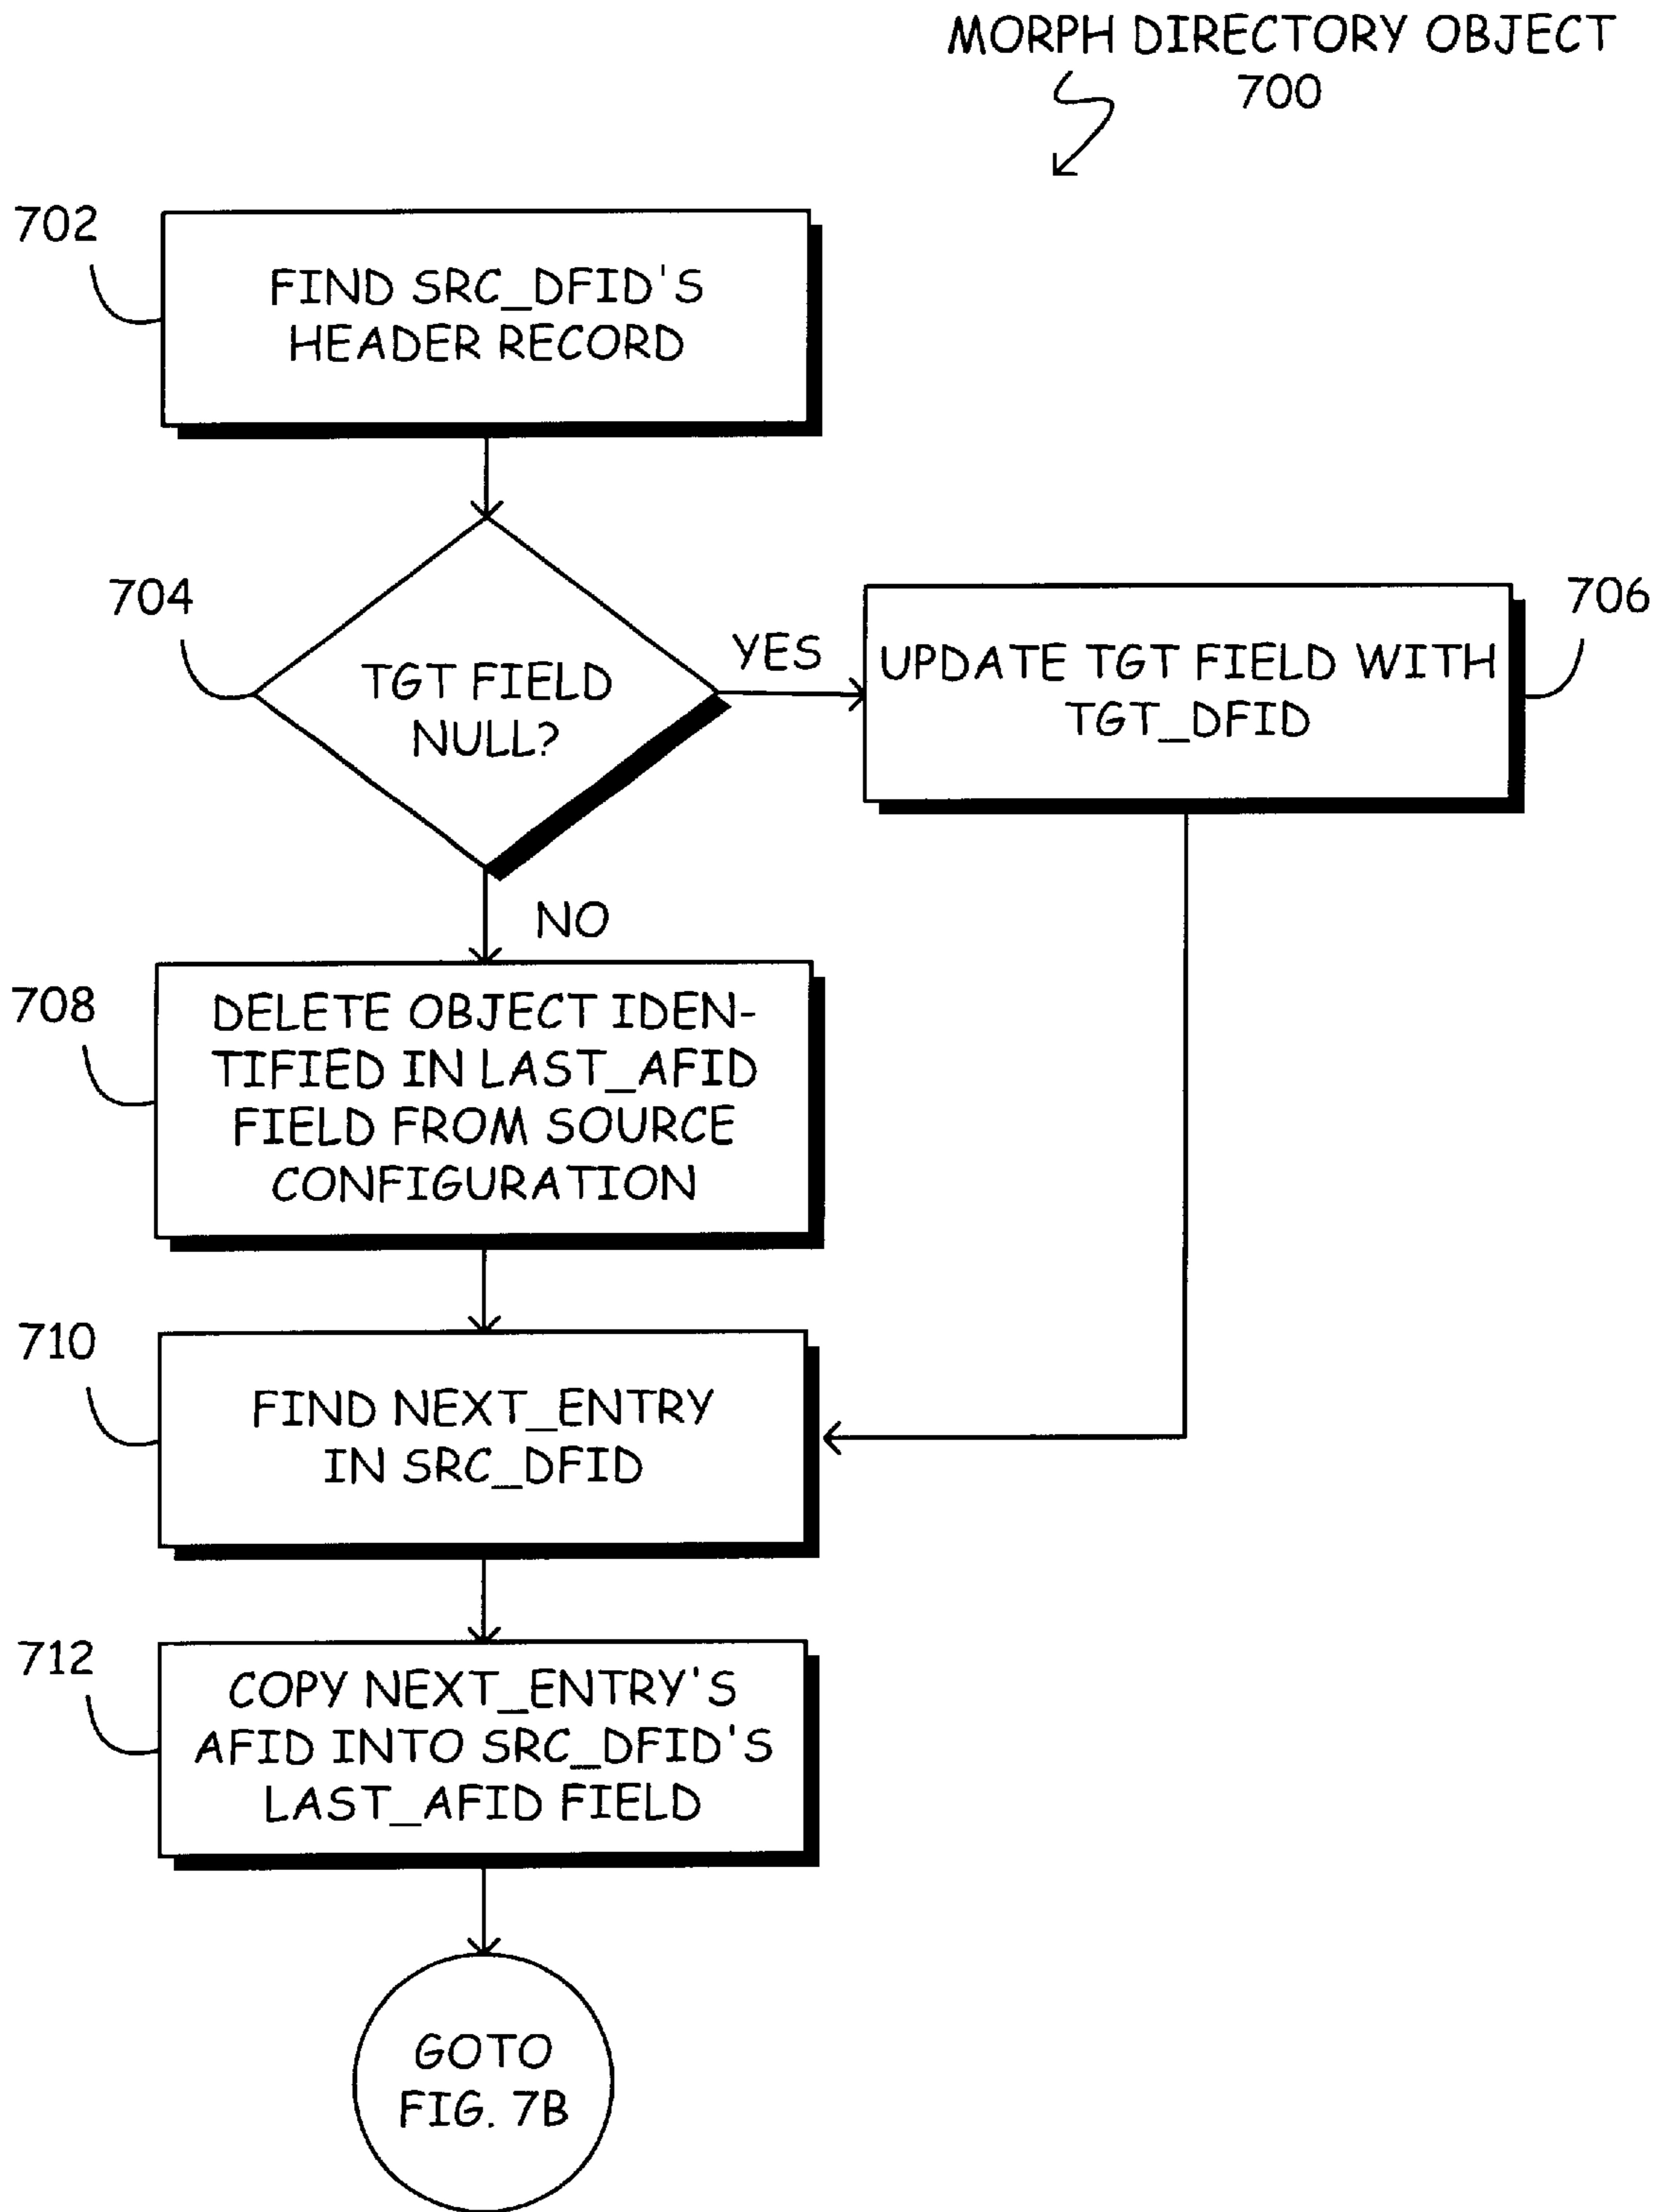 MORPH DIRECTORY OBJECT
700
702
FIND SRC_DFID'S
HEADER RECORD
704
TGT FIELD
NULL?
YES
706
UPDATE TGT FIELD WITH
TGT_DFID
NO
708
DELETE OBJECT IDEN-
TIFIED IN LAST_AFID
FIELD FROM SOURCE
CONFIGURATION
710
FIND NEXT_ENTRY
IN SRC_DFID
712
COPY NEXT_ENTRY'S
AFID INTO SRC_DFID'S
LAST_AFID FIELD
GOTO
FIG. 7B